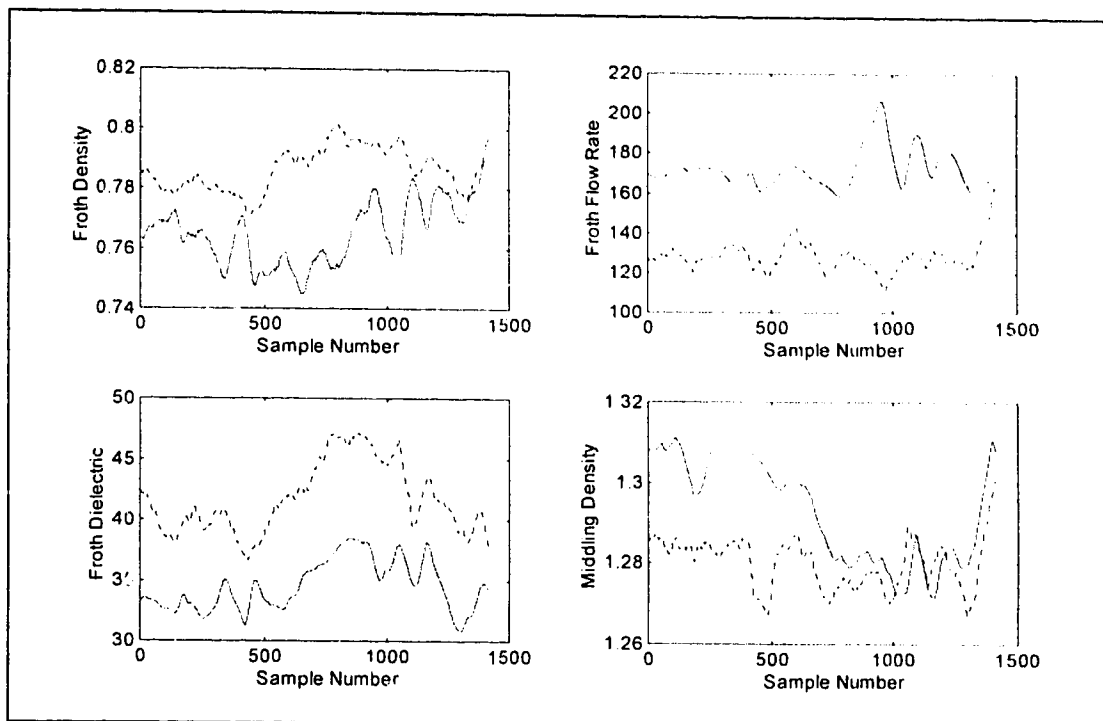 0.82
0.8
0.78
0.76
0.74
Froth Density
0 500 1000 1500
Sample Number
220
200
180
160
140
120
100
Froth Flow Rate
0 500 1000 1500
Sample Number
50
45
40
30
Froth Dielectric
0 500 1000 1500
Sample Number
1.32
1.3
1.28
1.26
Middling Density
0 500 1000 1500
Sample Number